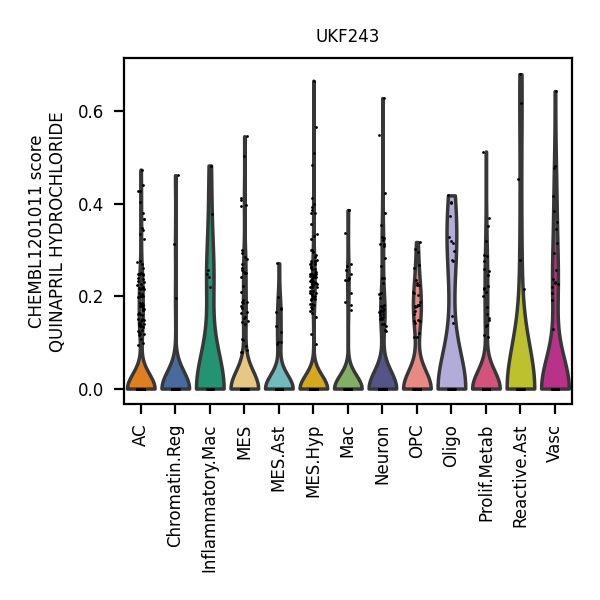 UKF243
CHEMBL1201011 score
QUINAPRIL HYDROCHLORIDE
0.6
0.4
0.2
0.0
AC
Chromatin.Reg
Inflammatory.Mac
MES
MES.Ast
MES.Hyp
Mac
Neuron
OPC
Oligo
Prolif.Metab
Reactive.Ast
Vasc